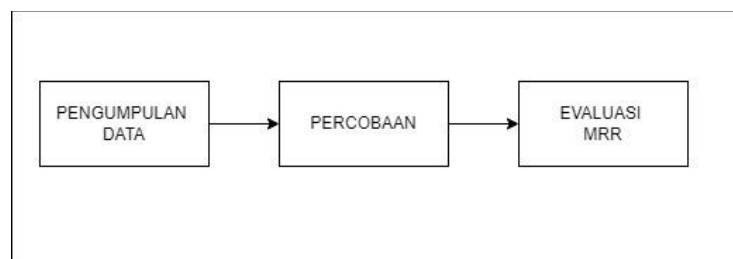 PENGUMPULAN
DATA
PERCOBAAN
EVALUASI
MRR